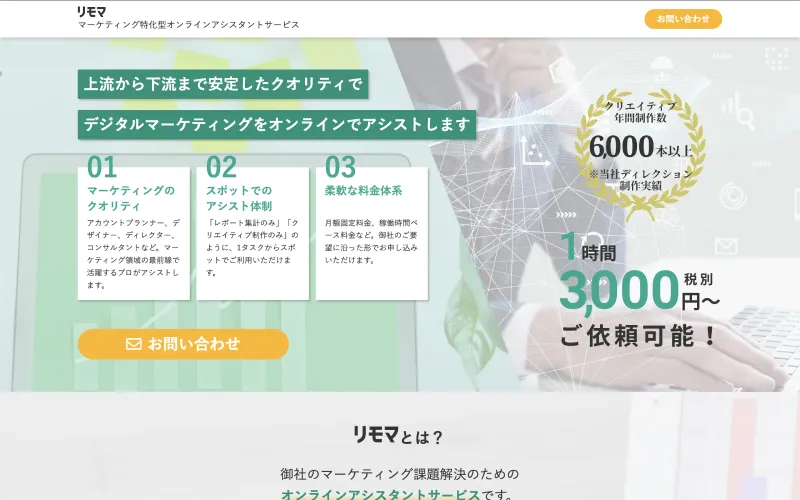 リモマ
マーケティング特化型オンラインアシスタントサービス
お問い合わせ
上流から下流まで安定したクオリティで
デジタルマーケティングをオンラインでアシストします
01
マーケティングの
クオリティ
アカウントプランナー、デ
ザイナー、ディレクター、
コンサルタントなど。マー
ケティング領域の最前線で
活躍するプロがアシストし
ます。
02
スポットでの
アシスト体制
「レポート集計のみ」「ク
リエイティブ制作のみ」の
ように、1タスクからスポ
ットでご利用いただけま
す。
03
柔軟な料金体系
月額固定料金、稼働時間ベ
ース料金など。御社のご要
望に沿った形でお申し込み
いただけます。
クリエイティブ
年間制作数
6,000本以上
※当社ディレクション
制作実績
1時間
3,000円〜
税別
ご依頼可能！
お問い合わせ
リモマとは？
御社のマーケティング課題解決のための
オンラインアシスタントサービスです。